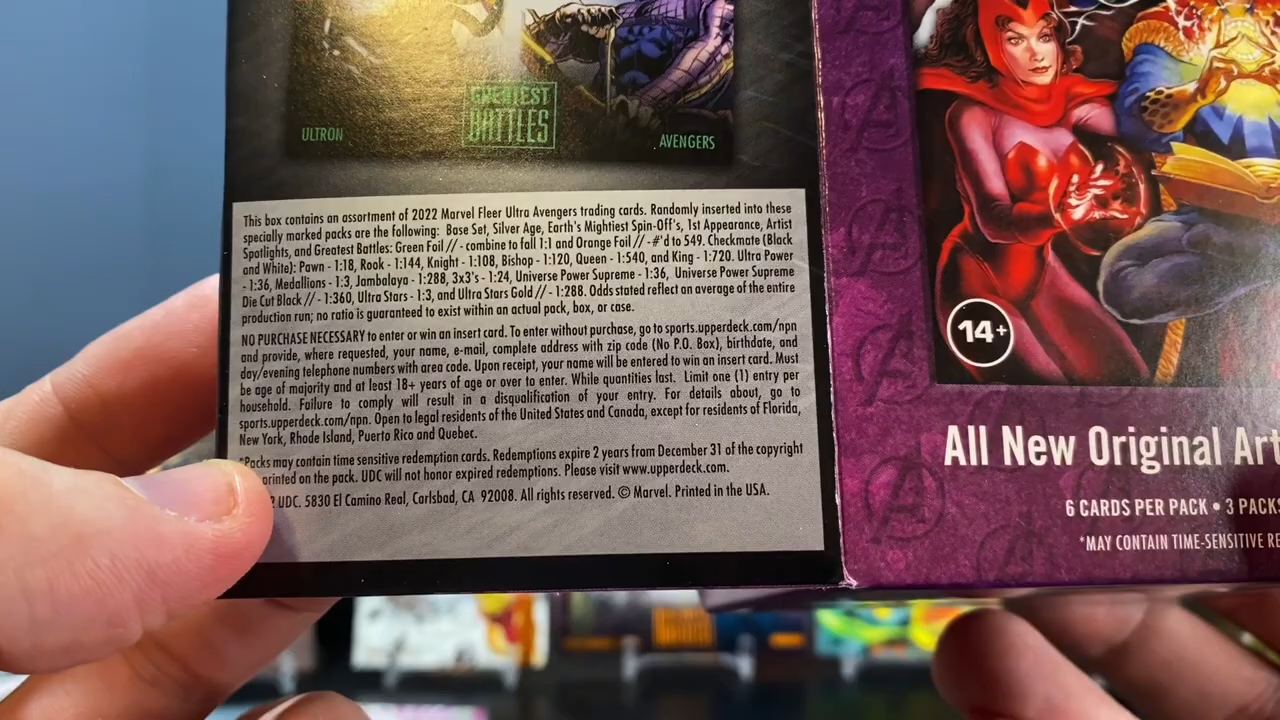 GREATEST
BATTLES
ULTRON
AVENGERS
This box contains an assortment of 2022 Marvel Fleer Ultra Avengers trading cards. Randomly inserted into these
specially marked packs are the following: Base Set, Silver Age, Earth's Mightiest Spin-Off's, 1st Appearance, Artist
Spotlights, and Greatest Battles: Green Foil // - combine to fall 1:1 and Orange Foil // -#'d to 549. Checkmate (Black
and White): Pawn - 1:18, Rook - 1:144, Knight - 1:108, Bishop - 1:120, Queen - 1:540, and King - 1:720. Ultra Power
- 1:36, Medallions - 1:3, Jambalaya - 1:288, 3x3's - 1:24, Universe Power Supreme - 1:36, Universe Power Supreme
Die Cut Black // - 1:360, Ultra Stars - 1:3, and Ultra Stars Gold // - 1:288. Odds stated reflect an average of the entire
production run; no ratio is guaranteed to exist within an actual pack, box, or case.
NO PURCHASE NECESSARY to enter or win an insert card. To enter without purchase, go to sports.upperdeck.com/npn
and provide, where requested, your name, e-mail, complete address with zip code (No P.O. Box), birthdate, and
day/evening telephone numbers with area code. Upon receipt, your name will be entered to win an insert card. Must
be age of majority and at least 18+ years of age or over to enter. While quantities last. Limit one (1) entry per
household. Failure to comply will result in a disqualification of your entry. For details about, go to
sports.upperdeck.com/npn. Open to legal residents of the United States and Canada, except for residents of Florida,
New York, Rhode Island, Puerto Rico and Quebec.
*Packs may contain time sensitive redemption cards. Redemptions expire 2 years from December 31 of the copyright
printed on the pack. UDC will not honor expired redemptions. Please visit www.upperdeck.com.
2 UDC. 5830 El Camino Real, Carlsbad, CA 92008. All rights reserved. © Marvel. Printed in the USA.
14+
All New Original Art
6 CARDS PER PACK • 3 PACKS
*MAY CONTAIN TIME-SENSITIVE RE